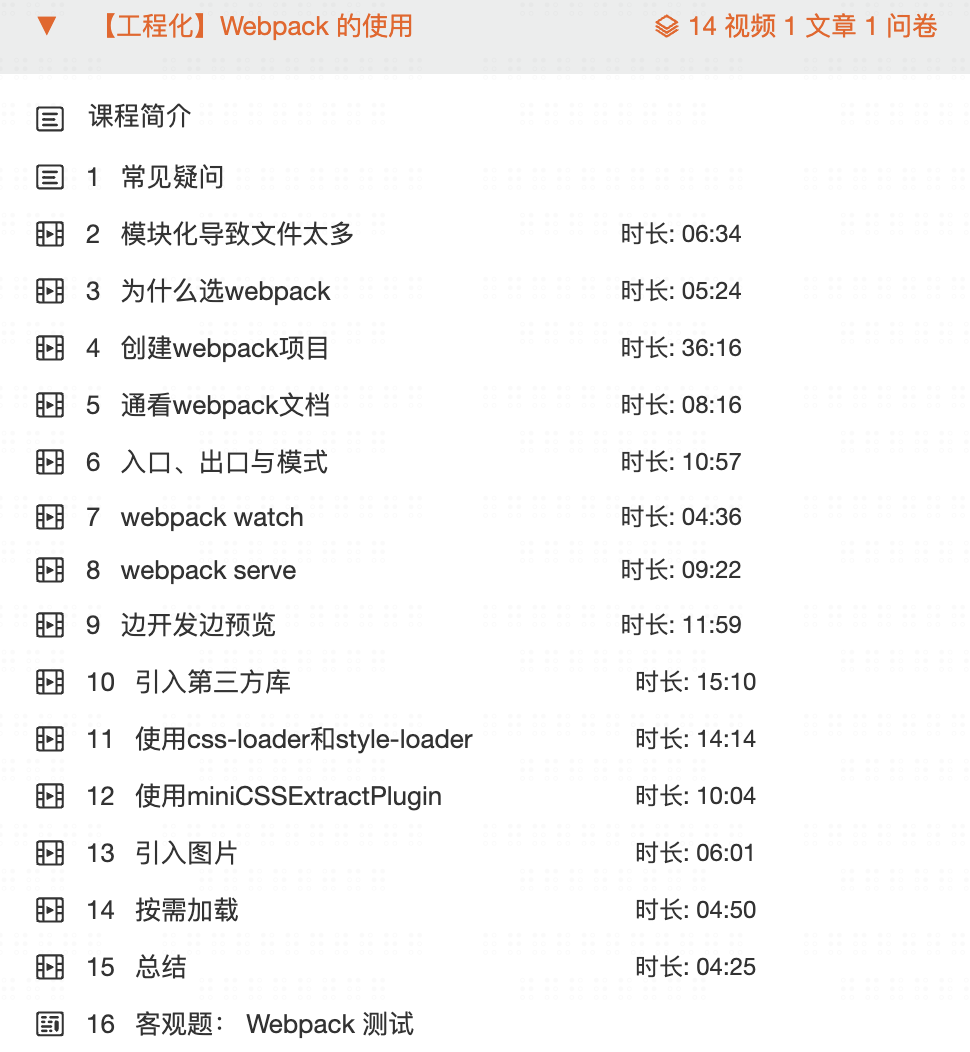 ▼ 【工程化】Webpack 的使用 14 视频 1 文章 1 问卷
课程简介
1 常见疑问
2 模块化导致文件太多 时长: 06:34
3 为什么选webpack 时长: 05:24
4 创建webpack项目 时长: 36:16
5 通看webpack文档 时长: 08:16
6 入口、出口与模式 时长: 10:57
7 webpack watch 时长: 04:36
8 webpack serve 时长: 09:22
9 边开发边预览 时长: 11:59
10 引入第三方库 时长: 15:10
11 使用css-loader和style-loader 时长: 14:14
12 使用miniCSSExtractPlugin 时长: 10:04
13 引入图片 时长: 06:01
14 按需加载 时长: 04:50
15 总结 时长: 04:25
16 客观题： Webpack 测试